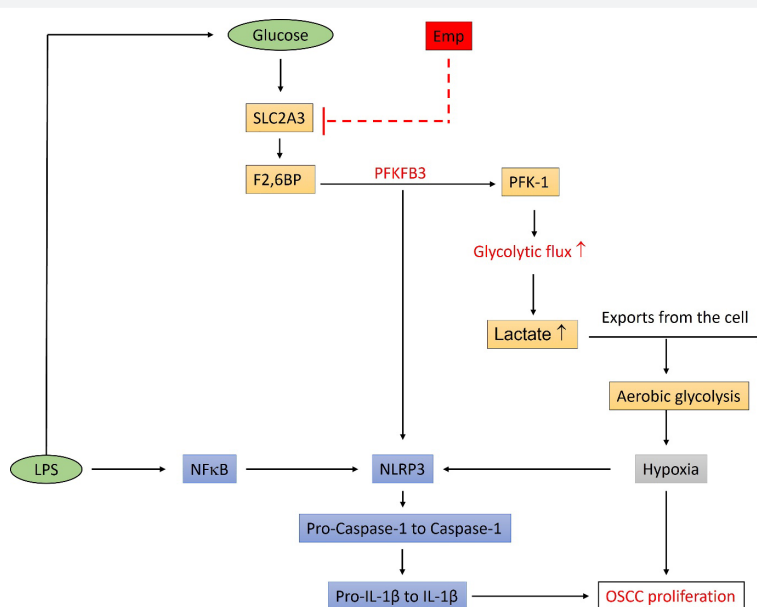 Glucose
Emp
SLC2A3
F2,6BP
PFKFB3
PFK-1
Glycolytic flux ↑
Lactate ↑
Exports from the cell
Aerobic glycolysis
LPS
NFκB
NLRP3
Hypoxia
Pro-Caspase-1 to Caspase-1
Pro-IL-1β to IL-1β
OSCC proliferation